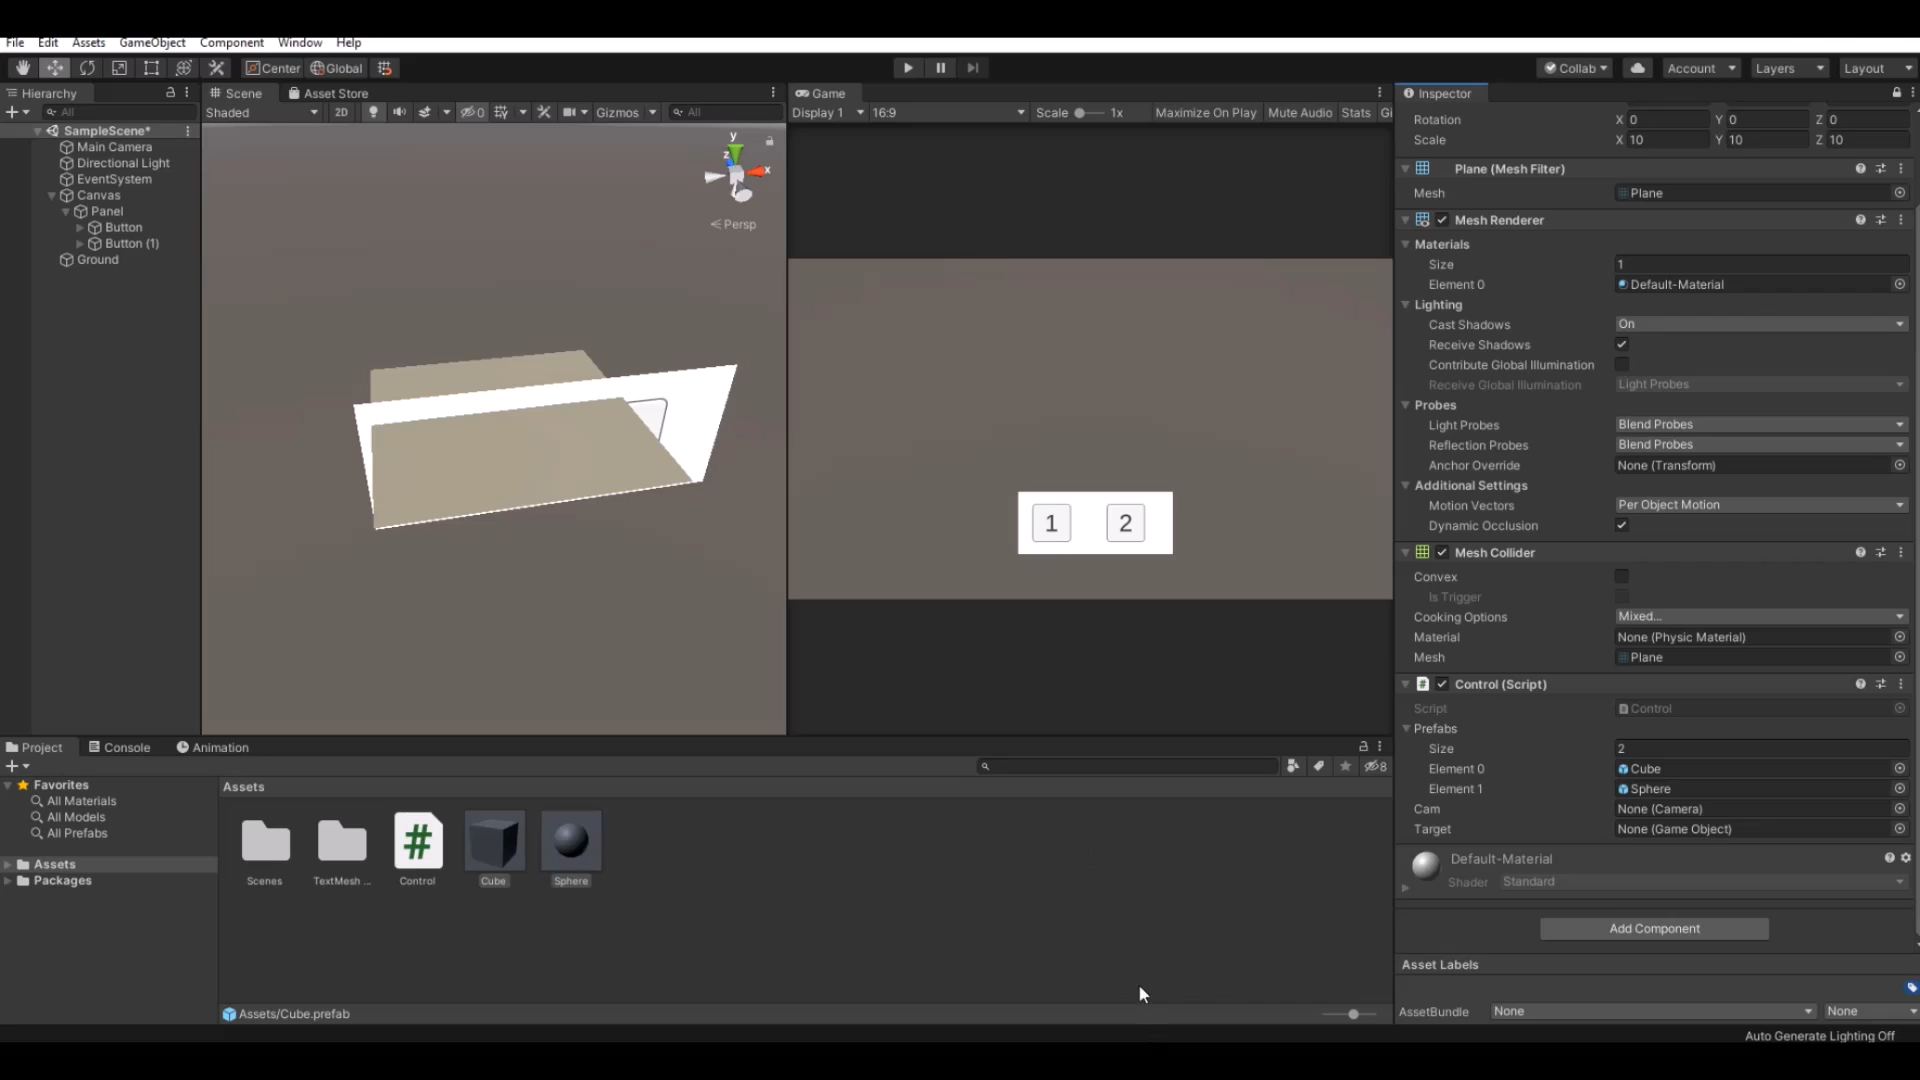 File Edit Assets GameObject Component Window Help
Center Global
Collab Account Layers Layout
Hierarchy
All
SampleScene*
Main Camera
Directional Light
EventSystem
Canvas
Panel
Button
Button (1)
Ground
Scene Asset Store
Shaded 2D 0 Gizmos All
y
z x
Persp
Game
Display 1 16:9 Scale 1x Maximize On Play Mute Audio Stats Gi
1 2
Inspector
Rotation X 0 Y 0 Z 0
Scale X 10 Y 10 Z 10
Plane (Mesh Filter)
Mesh Plane
Mesh Renderer
Materials
Size 1
Element 0 Default-Material
Lighting
Cast Shadows On
Receive Shadows
Contribute Global Illumination
Receive Global Illumination Light Probes
Probes
Light Probes Blend Probes
Reflection Probes Blend Probes
Anchor Override None (Transform)
Additional Settings
Motion Vectors Per Object Motion
Dynamic Occlusion
Mesh Collider
Convex
Is Trigger
Cooking Options Mixed...
Material None (Physic Material)
Mesh Plane
# Control (Script)
Script Control
Prefabs
Size 2
Element 0 Cube
Element 1 Sphere
Cam None (Camera)
Target None (Game Object)
Default-Material
Shader Standard
Add Component
Asset Labels
AssetBundle None None
Auto Generate Lighting Off
Project Console Animation
8
Favorites
All Materials
All Models
All Prefabs
Assets
Packages
Assets
#
Scenes TextMesh ... Control Cube Sphere
Assets/Cube.prefab